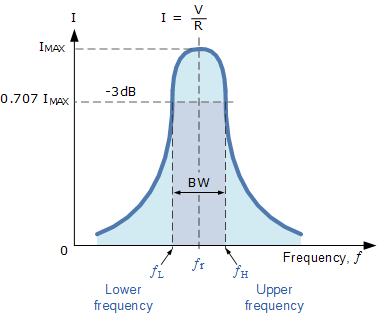 I
I = V
R
IMAX
-3dB
0.707 IMAX
BW
0
Frequency, f
fL
fr
fH
Lower
frequency
Upper
frequency